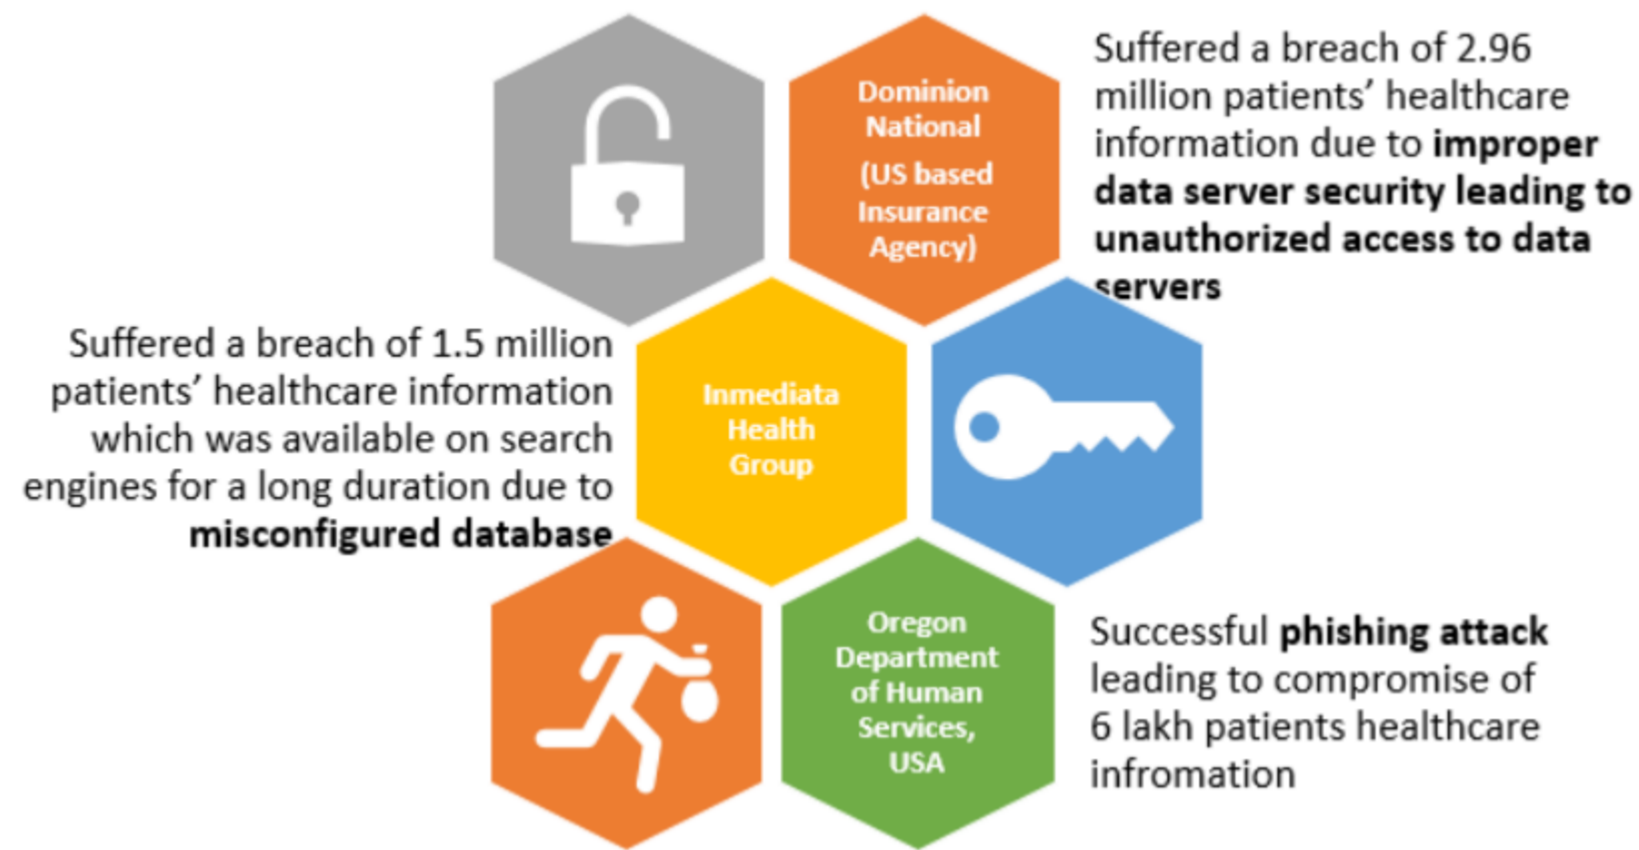 Dominion
National
(US based
Insurance
Agency)
Suffered a breach of 2.96
million patients’ healthcare
information due to improper
data server security leading to
unauthorized access to data
servers
Suffered a breach of 1.5 million
patients’ healthcare information
which was available on search
engines for a long duration due to
misconfigured database
Inmediata
Health
Group
Oregon
Department
of Human
Services,
USA
Successful phishing attack
leading to compromise of
6 lakh patients healthcare
infromation